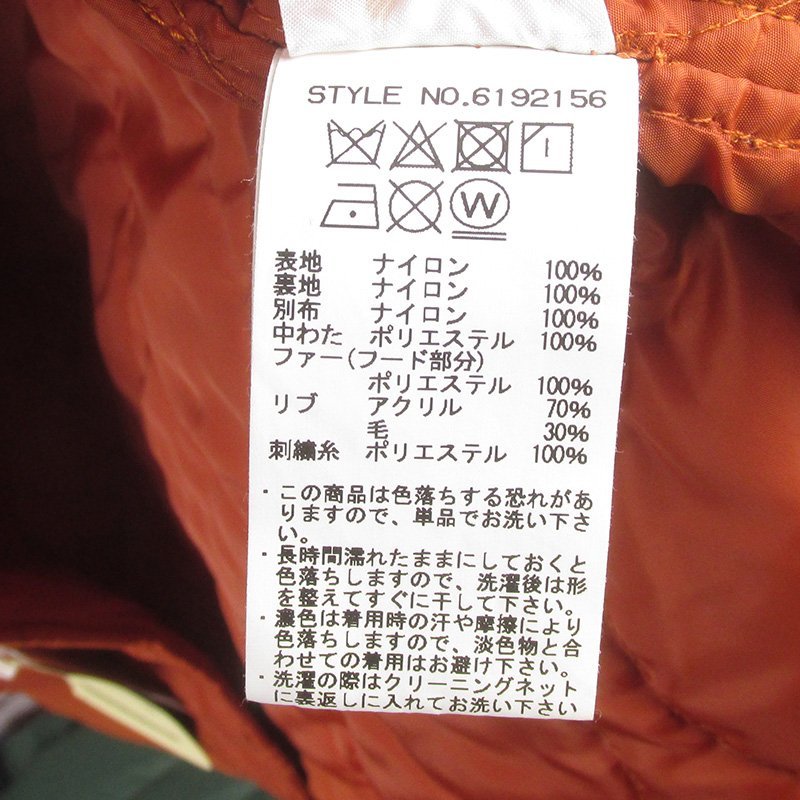 STYLE NO.6192156
W
表地 ナイロン 100%
裏地 ナイロン 100%
別布 ナイロン 100%
中わた ポリエステル 100%
ファー(フード部分)
ポリエステル 100%
リブ アクリル 70%
毛 30%
刺繍糸 ポリエステル 100%
・この商品は色落ちする恐れがあ
りますので、単品でお洗い下さ
い。
・長時間濡れたままにしておくと
色落ちしますので、洗濯後は形
を整えてすぐに干して下さい。
・濃色は着用時の汗や摩擦により
色落ちしますので、淡色物と合
わせての着用はお避け下さい。
・洗濯の際はクリーニングネット
に裏返しに入れてお洗い下さい